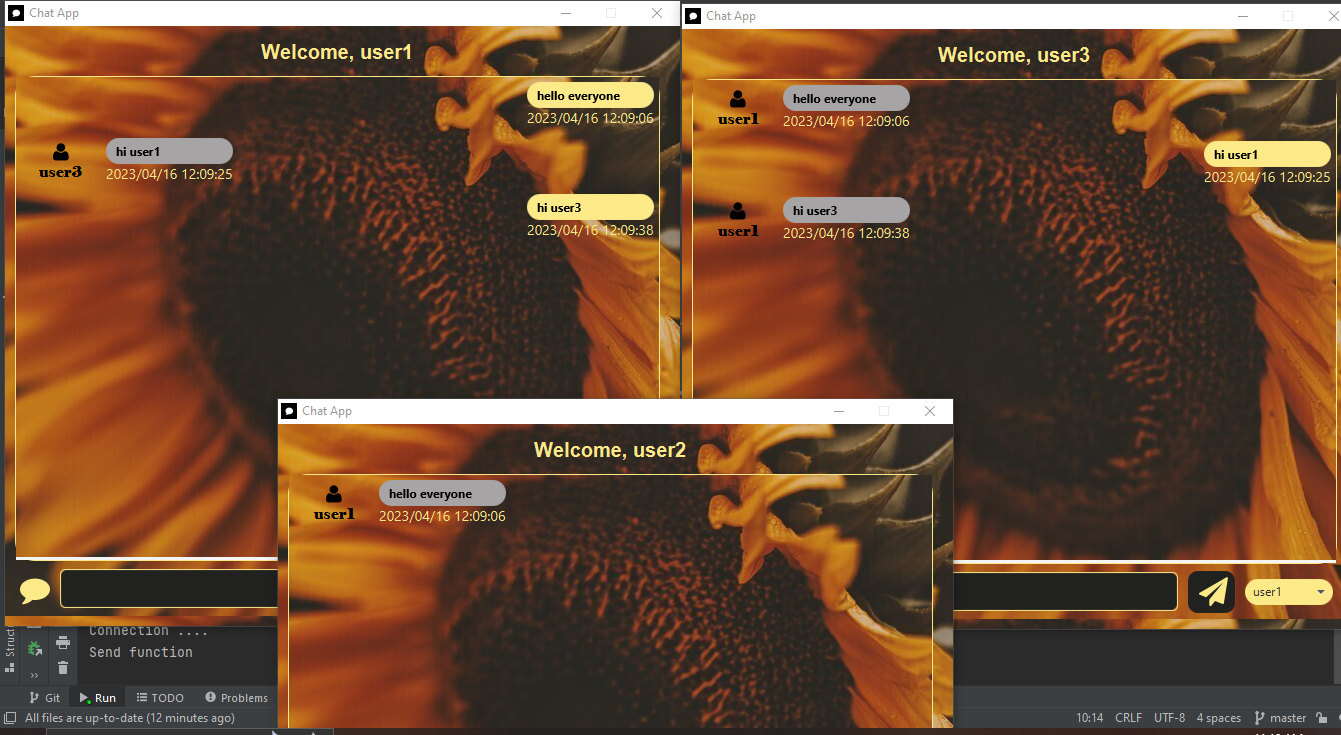 Chat App
Welcome, user1
hello everyone
2023/04/16 12:09:06
hi user1
user3
2023/04/16 12:09:25
hi user3
2023/04/16 12:09:38
Chat App
Welcome, user3
hello everyone
user1
2023/04/16 12:09:06
hi user1
2023/04/16 12:09:25
hi user3
user1
2023/04/16 12:09:38
user1
Chat App
Welcome, user2
hello everyone
user1
2023/04/16 12:09:06
Connection ....
Send function
Git
Run
TODO
Problems
All files are up-to-date (12 minutes ago)
10:14 CRLF UTF-8 4 spaces master